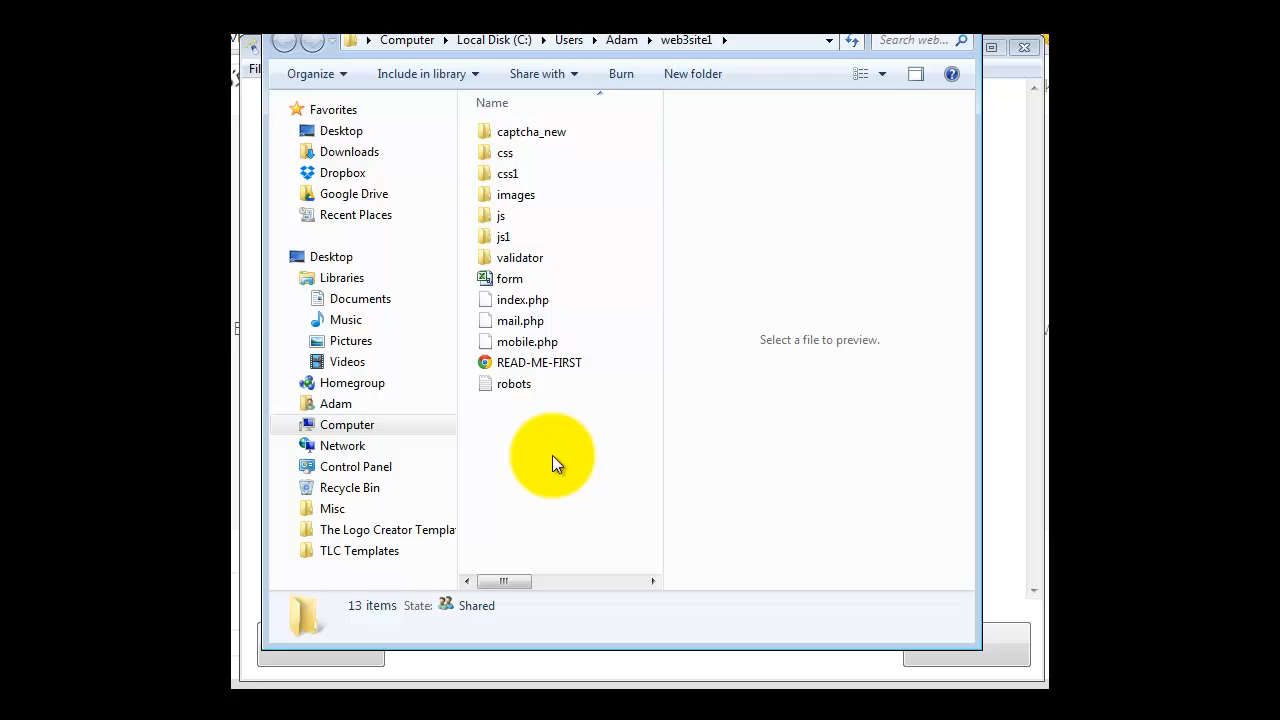 Computer Local Disk (C:) Users Adam web3site1 Search web...
Fil
Organize Include in library Share with Burn New folder
Favorites
Desktop
Downloads
Dropbox
Google Drive
Recent Places
Desktop
Libraries
Documents
Music
Pictures
Videos
Homegroup
Adam
Computer
Network
Control Panel
Recycle Bin
Misc
The Logo Creator Templa
TLC Templates
Name
captcha_new
css
css1
images
js
js1
validator
form
index.php
mail.php
mobile.php
READ-ME-FIRST
robots
Select a file to preview.
13 items State: Shared